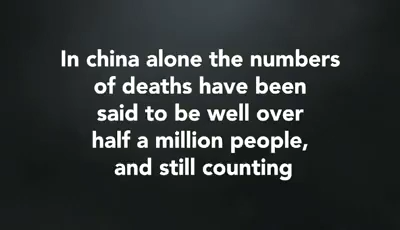 In china alone the numbers
of deaths have been
said to be well over
half a million people,
and still counting